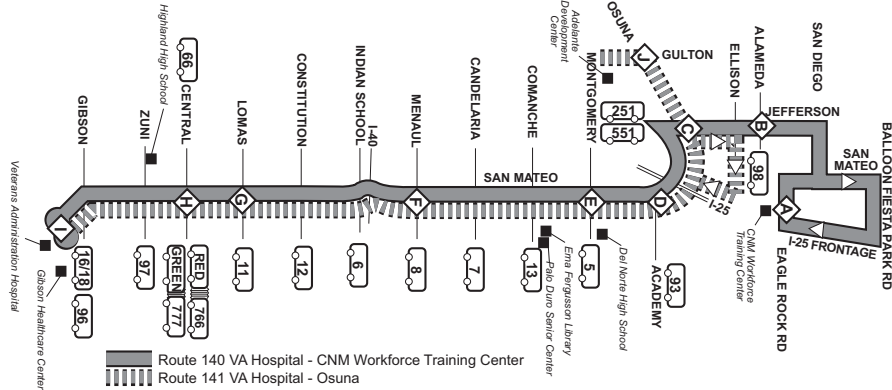 Highland High School
66
GIBSON
ZUNI
CENTRAL
LOMAS
CONSTITUTION
INDIAN SCHOOL
I-40
MENAUL
CANDELARIA
COMANCHE
MONTGOMERY
Adelante
Development
Center
OSUNA
GULTON
251
551
ELLISON
ALAMEDA
SAN DIEGO
JEFFERSON
BALLOON FIESTA PARK RD
SAN
MATEO
I-25 FRONTAGE
EAGLE ROCK RD
CNM Workforce
Training Center
98
I-25
SAN MATEO
A
B
C
D
E
F
G
H
I
J
ACADEMY
93
Del Norte High School
5
Erna Fergusson Library
Palo Duro Senior Center
13
7
8
6
12
11
RED
766
GREEN
777
97
16/18
96
Gibson Healthcare Center
Veterans Administration Hospital
Route 140 VA Hospital - CNM Workforce Training Center
Route 141 VA Hospital - Osuna